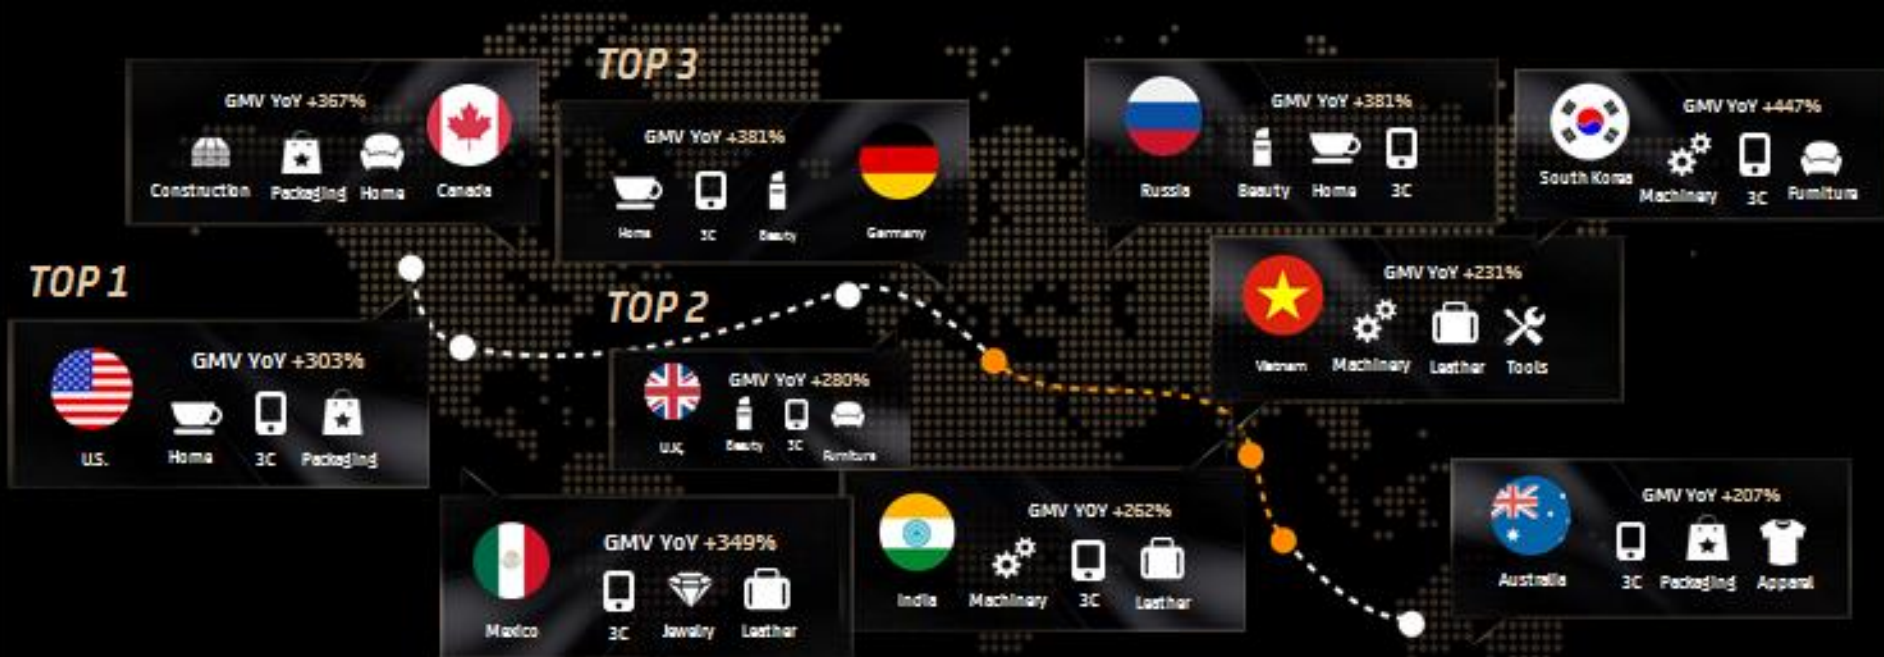 TOP 3
GMV YoY +367%
Construction Packaging Home Canada
GMV YoY +381%
Home 3C Beauty Germany
GMV YoY +381%
Russia Beauty Home 3C
GMV YoY +447%
South Korea Machinery 3C Furniture
TOP 1
GMV YoY +303%
U.S. Home 3C Packaging
TOP 2
GMV YoY +280%
U.K. Beauty 3C Furniture
GMV YoY +231%
Vietnam Machinery Leather Tools
GMV YoY +349%
Mexico 3C Jewelry Leather
GMV YOY +262%
India Machinery 3C Leather
GMV YoY +207%
Australia 3C Packaging Apparel